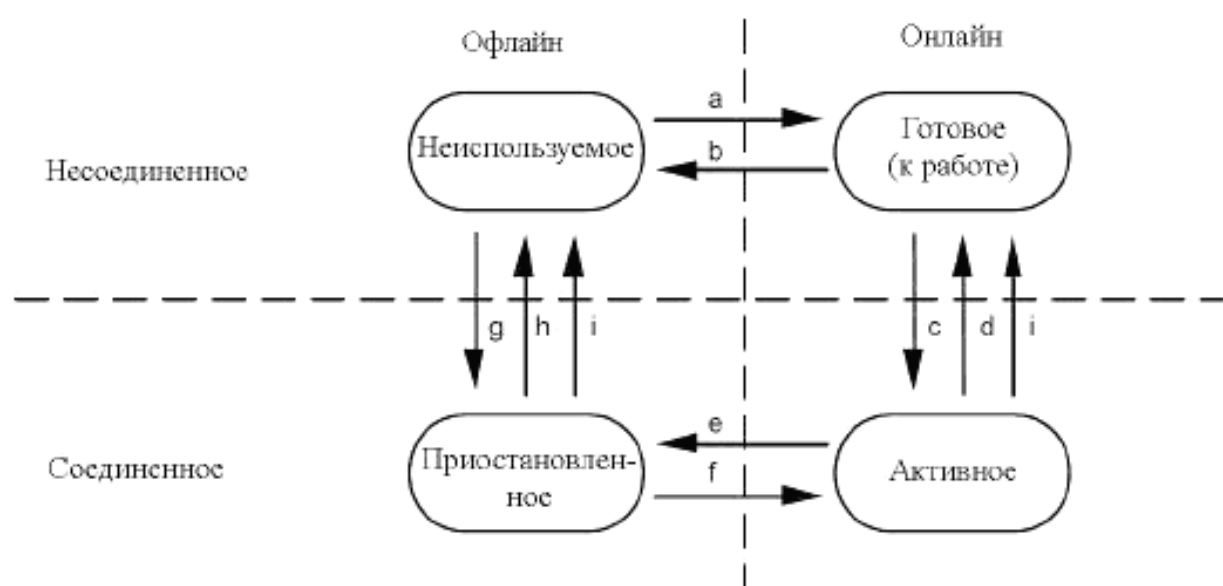 Офлайн
Онлайн
Несоединенное
Неиспользуемое
a
b
Готовое
(к работе)
g
h
i
c
d
i
Соединенное
Приостановлен-
ное
e
f
Активное